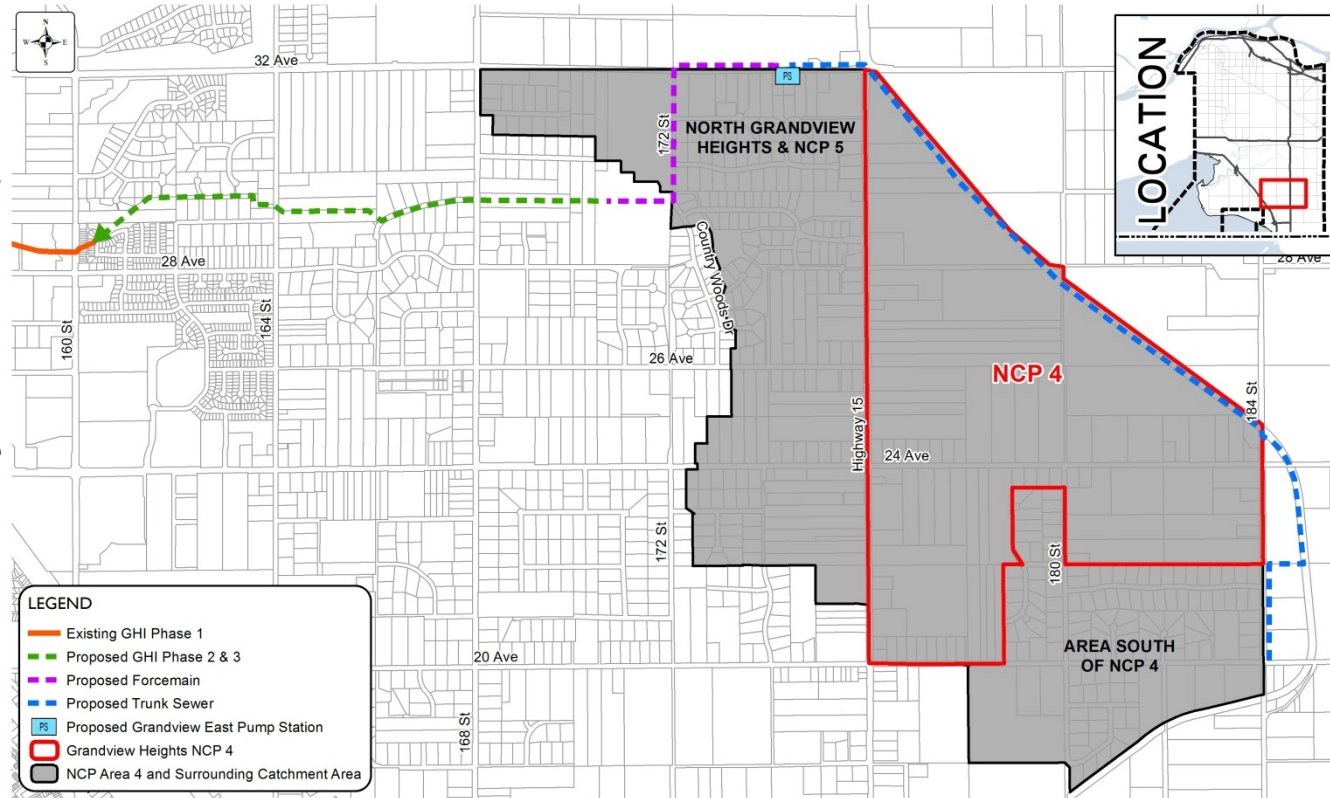 N
W E
S
32 Ave
PS
172 St
NORTH GRANDVIEW
HEIGHTS & NCP 5
LOCATION
28 Ave
28 Ave
Country Woods Dr
160 St
164 St
26 Ave
NCP 4
184 St
Highway 15
24 Ave
172 St
180 St
AREA SOUTH
OF NCP 4
20 Ave
168 St
LEGEND
Existing GHI Phase 1
Proposed GHI Phase 2 & 3
Proposed Forcemain
Proposed Trunk Sewer
PS Proposed Grandview East Pump Station
Grandview Heights NCP 4
NCP Area 4 and Surrounding Catchment Area